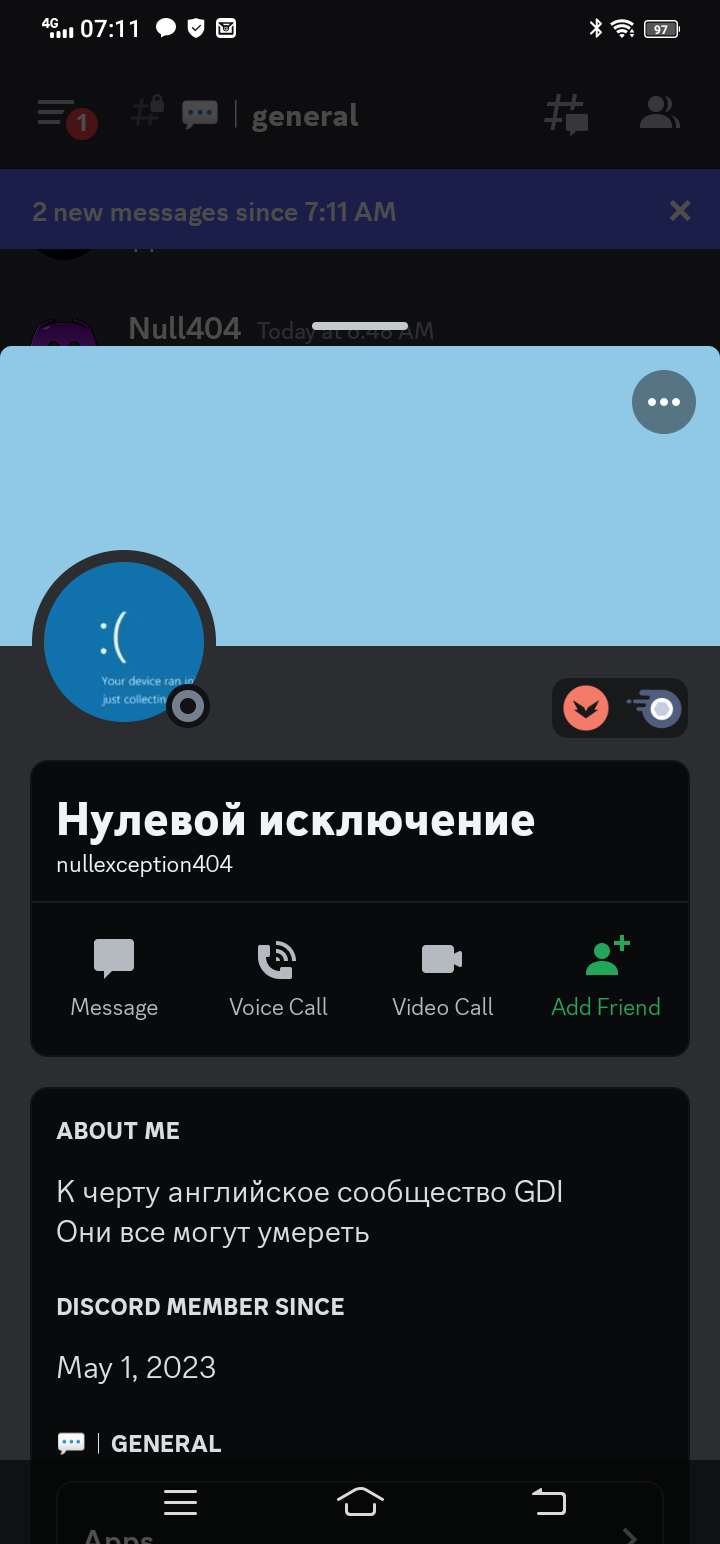 4G 07:11 97
1 general
2 new messages since 7:11 AM
Null404 Today at 6:48 AM
:(
Your device ran in
just collectin
Нулевой исключение
nullexception404
Message Voice Call Video Call Add Friend
ABOUT ME
К черту английское сообщество GDI
Они все могут умереть
DISCORD MEMBER SINCE
May 1, 2023
GENERAL
Apps